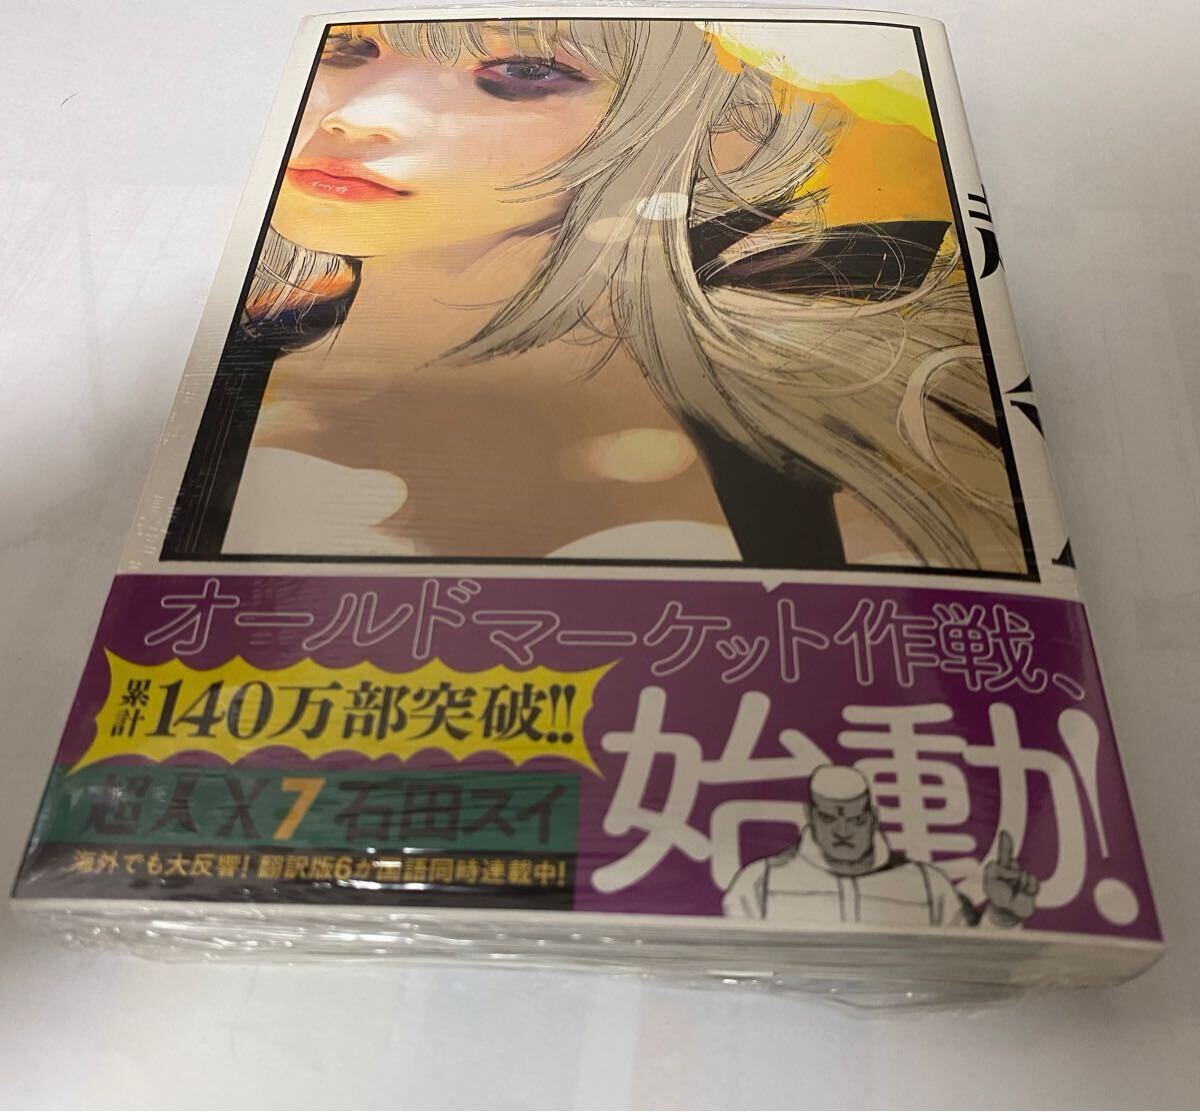 オールドマーケット作戦、
始動!
累計140万部突破!!
超人X7 石田スイ
海外でも大反響! 翻訳版6か国語同時連載中!